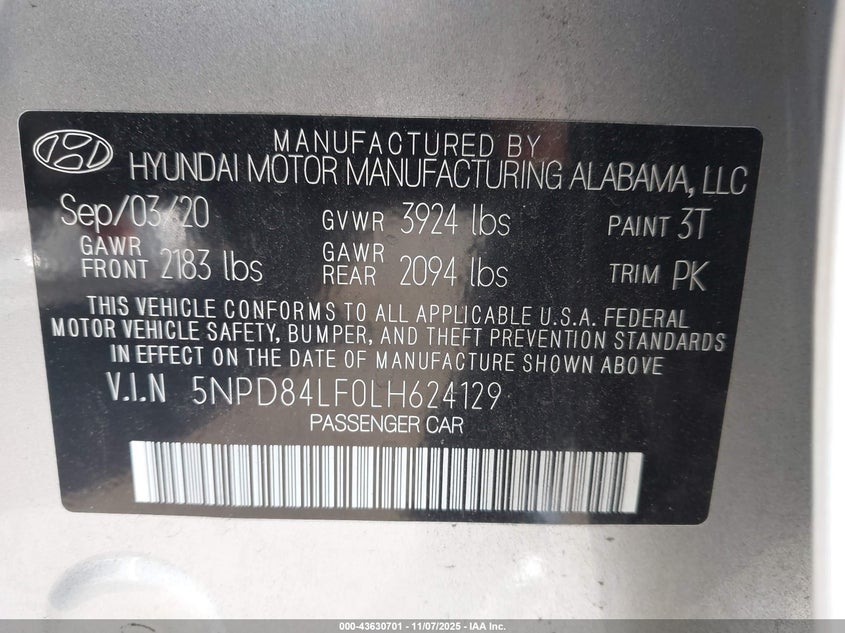 MANUFACTURED BY
HYUNDAI MOTOR MANUFACTURING ALABAMA, LLC
Sep/03/20 GVWR 3924 lbs PAINT 3T
GAWR FRONT 2183 lbs GAWR REAR 2094 lbs TRIM PK
THIS VEHICLE CONFORMS TO ALL APPLICABLE U.S.A. FEDERAL
MOTOR VEHICLE SAFETY, BUMPER, AND THEFT PREVENTION STANDARDS
IN EFFECT ON THE DATE OF MANUFACTURE SHOWN ABOVE
V.I.N 5NPD84LF0LH624129
PASSENGER CAR
000-43630701 — 11/07/2025 — IAA Inc.